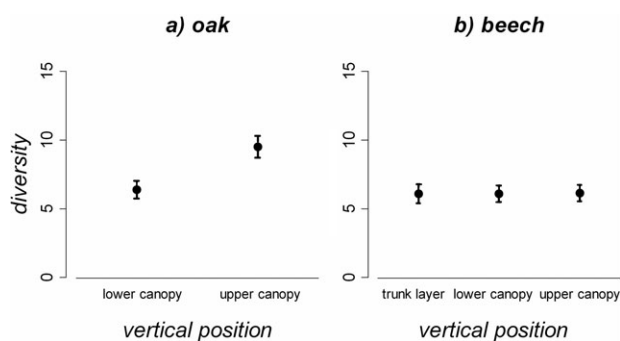 a) oak
b) beech
diversity
15
10
5
0
lower canopy
upper canopy
vertical position
15
10
5
0
trunk layer
lower canopy
upper canopy
vertical position